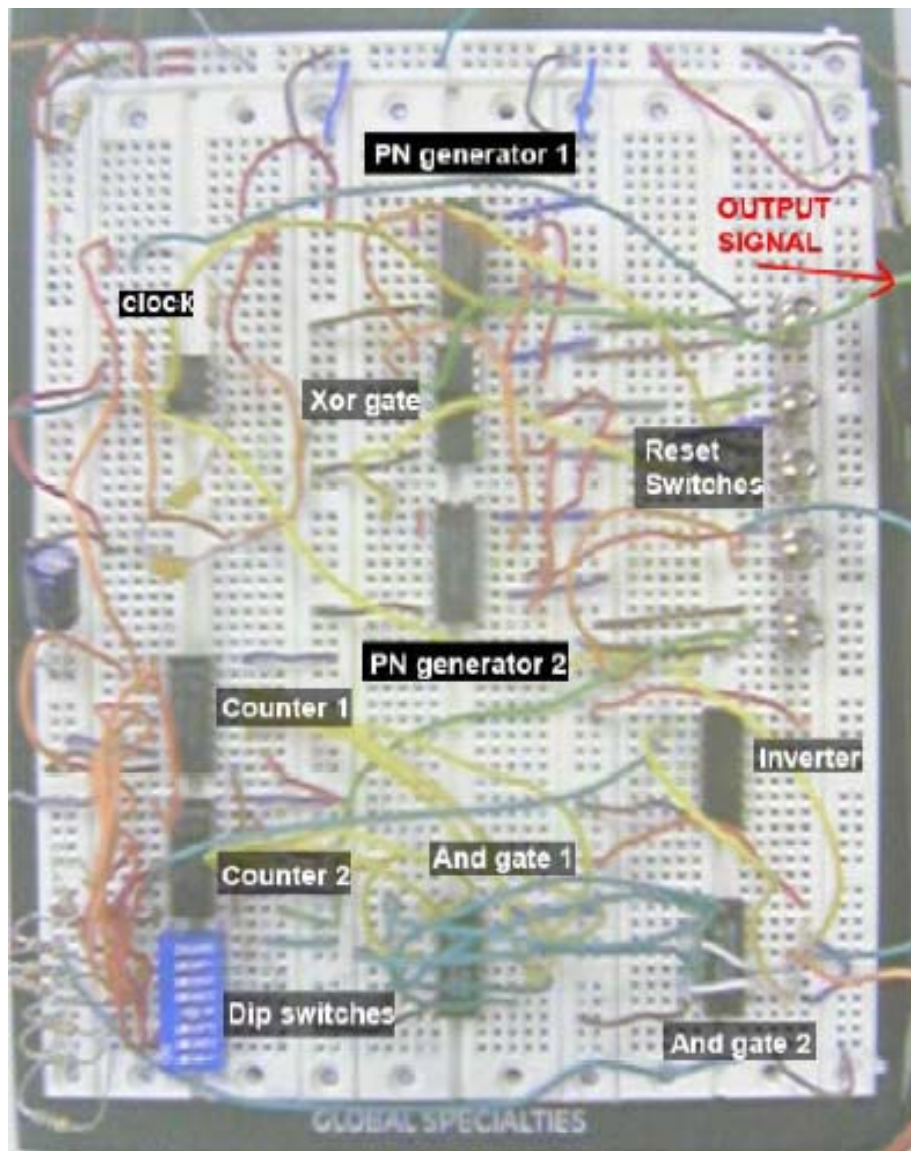 PN generator 1
OUTPUT
SIGNAL
clock
Xor gate
Reset
Switches
PN generator 2
Counter 1
Inverter
And gate 1
Counter 2
Dip switches
And gate 2
GLOBAL SPECIALTIES